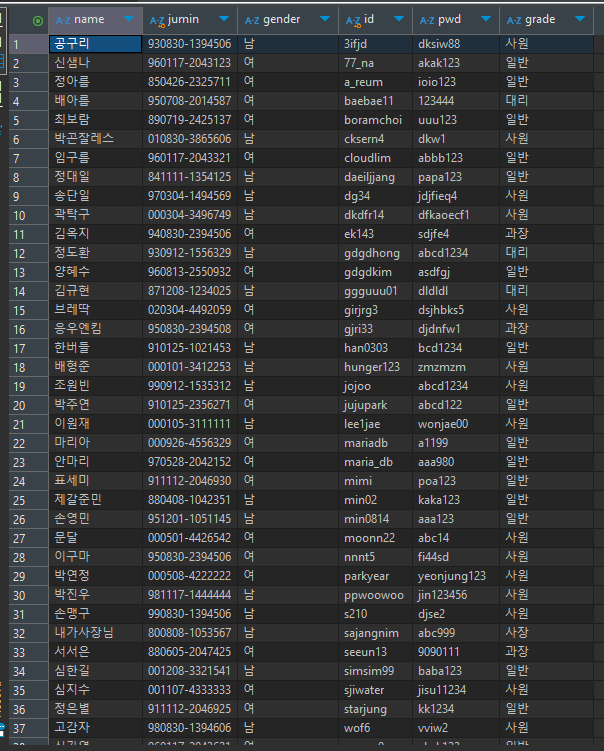 name jumin gender id pwd grade
1 공구리 930830-1394506 남 3ifjd dksiw88 사원
2 신샘나 960117-2043123 여 77_na akak123 일반
3 정아름 850426-2325711 여 a_reum ioio123 일반
4 배아름 950708-2014587 여 baebae11 123444 대리
5 최보람 890719-2425137 여 boramchoi uuu123 일반
6 박곤잘레스 010830-3865606 남 cksern4 dkw1 사원
7 임구름 960117-2043321 여 cloudlim abbb123 일반
8 정대일 841111-1354125 남 daeiljjang papa123 일반
9 송단일 970304-1494569 남 dg34 jdjfieq4 사원
10 곽탁구 000304-3496749 남 dkdfr14 dfkaoecf1 사원
11 김옥지 940830-2394506 여 ek143 sdjfe4 과장
12 정도환 930912-1556329 남 gdgdhong abcd1234 대리
13 양혜수 960813-2550932 여 gdgdkim asdfgj 일반
14 김규현 871208-1234025 남 ggguuu01 dldldl 대리
15 브레딱 020304-4492059 여 girjrg3 dsjhbks5 사원
16 응우엔킴 950830-2394508 여 gjri33 djdnfw1 과장
17 한버들 910125-1021453 남 han0303 bcd1234 일반
18 배형준 000101-3412253 남 hunger123 zmzmzm 사원
19 조원빈 990912-1535312 남 jojoo abcd1234 사원
20 박주연 910125-2356271 여 jujupark abcd122 일반
21 이원재 000105-3111111 남 lee1jae wonjae00 사원
22 마리아 000926-4556329 여 mariadb a1199 일반
23 안마리 970528-2042152 여 maria_db aaa980 일반
24 표세미 911112-2046930 여 mimi poa123 일반
25 제갈준민 880408-1042351 남 min02 kaka123 일반
26 손영민 951201-1051145 남 min0814 aaa123 일반
27 문달 000501-4426542 여 moonn22 abc14 사원
28 이구마 950830-2394506 여 nnnt5 fi44sd 사원
29 박연정 000508-4222222 여 parkyear yeonjung123 사원
30 박진우 981117-1444444 남 ppwoowoo jin123456 사원
31 손맹구 990830-1394506 남 s210 djse2 사원
32 내가사장님 800808-1053567 남 sajangnim abc999 사장
33 서서은 880605-2047425 여 seeun13 9090111 과장
34 심한길 001208-3321541 남 simsim99 baba123 일반
35 심지수 001107-4333333 여 sjiwater jisu11234 사원
36 정은별 911112-2046925 여 starjung kk1234 일반
37 고감자 980830-1394606 남 wof6 vviw2 사원